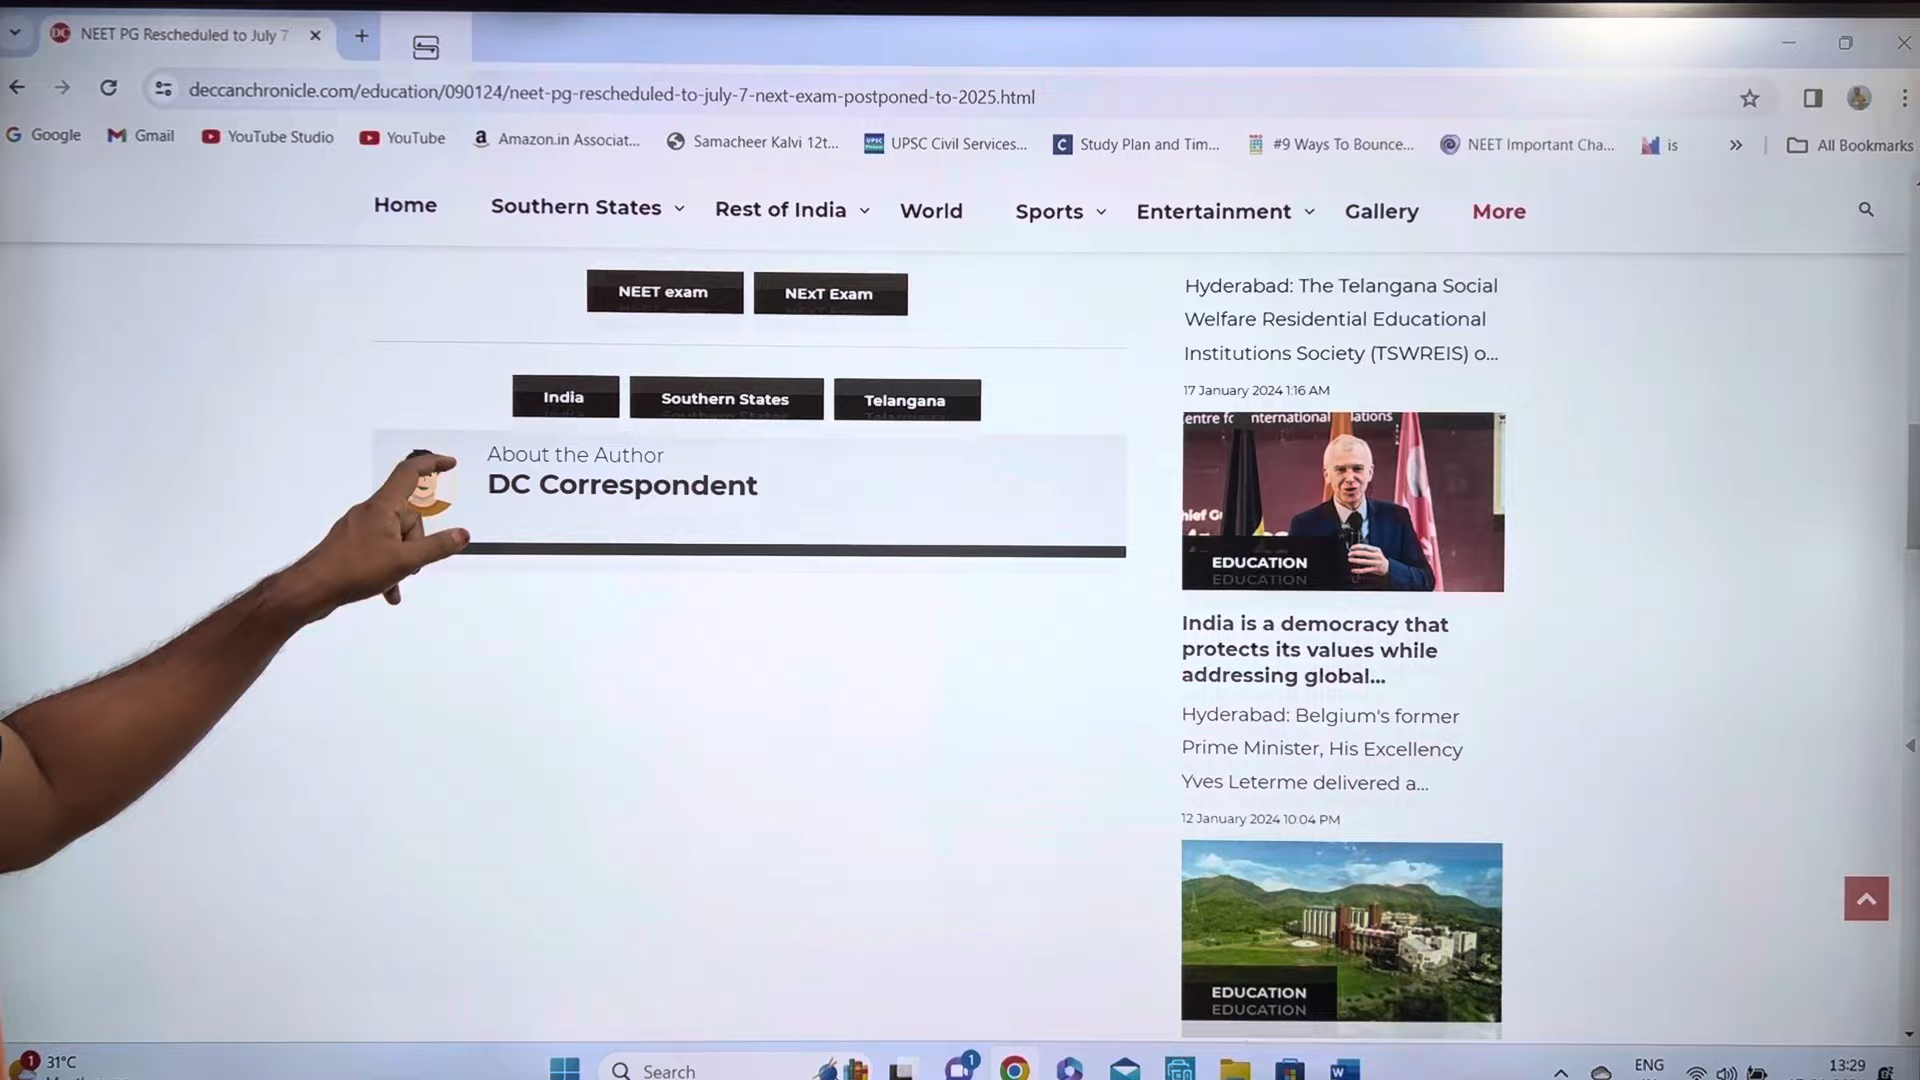 NEET PG Rescheduled to July 7
deccanchronicle.com/education/090124/neet-pg-rescheduled-to-july-7-next-exam-postponed-to-2025.html
Google
Gmail
YouTube Studio
YouTube
Amazon.in Associat...
Samacheer Kalvi 12t...
UPSC Civil Services...
Study Plan and Tim...
#9 Ways To Bounce...
NEET Important Cha...
is
All Bookmarks
Home
Southern States
Rest of India
World
Sports
Entertainment
Gallery
More
NEET exam
NExT Exam
India
Southern States
Telangana
About the Author
DC Correspondent
Hyderabad: The Telangana Social
Welfare Residential Educational
Institutions Society (TSWREIS) o...
17 January 2024 1:16 AM
EDUCATION
EDUCATION
India is a democracy that
protects its values while
addressing global...
Hyderabad: Belgium's former
Prime Minister, His Excellency
Yves Leterme delivered a...
12 January 2024 10:04 PM
EDUCATION
EDUCATION
1
31°C
Search
1
ENG
13:29